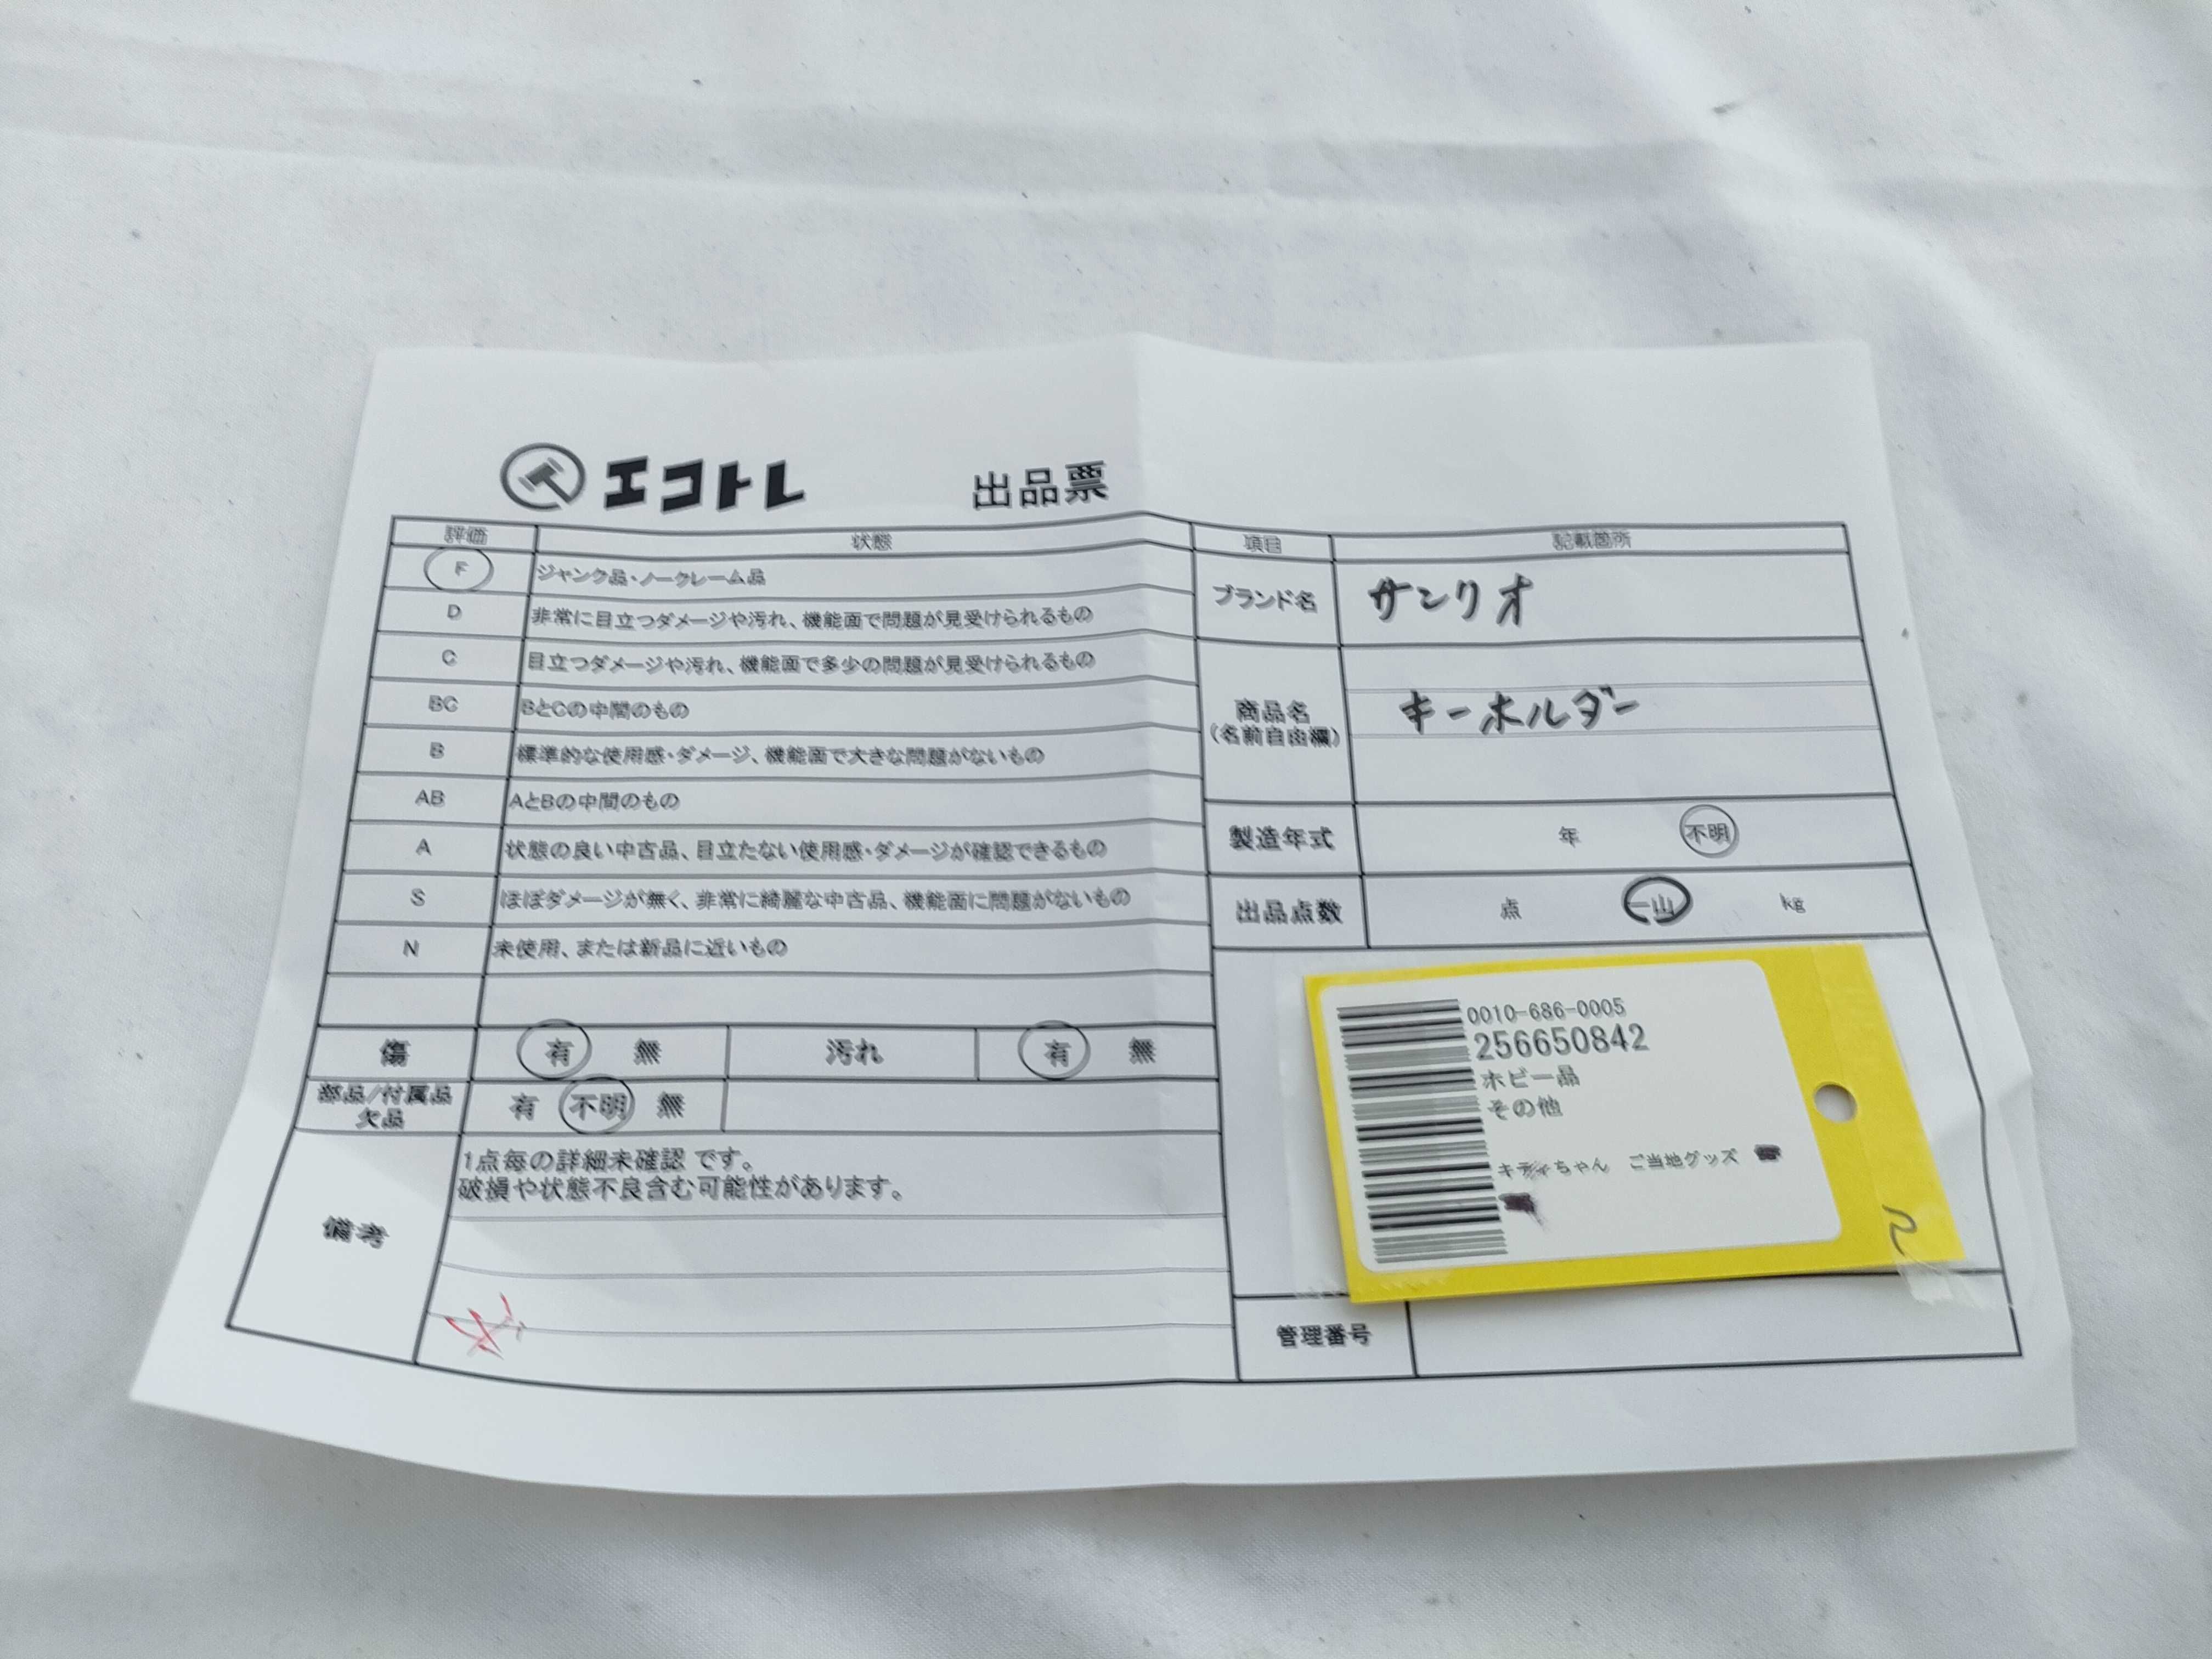 エコトレ 出品票
評価 状態
F ジャンク品・ノークレーム品
D 非常に目立つダメージや汚れ、機能面で問題が見受けられるもの
C 目立つダメージや汚れ、機能面で多少の問題が見受けられるもの
BC BとCの中間のもの
B 標準的な使用感・ダメージ、機能面で大きな問題がないもの
AB AとBの中間のもの
A 状態の良い中古品、目立たない使用感・ダメージが確認できるもの
S ほぼダメージが無く、非常に綺麗な中古品、機能面に問題がないもの
N 未使用、または新品に近いもの
傷 有 無 汚れ 有 無
部品/付属品
欠品 有 不明 無
備考
1点毎の詳細未確認 です。
破損や状態不良含む可能性があります。
項目 記載箇所
ブランド名 サンリオ
商品名
(名前自由欄)
キーホルダー
製造年式 年 不明
出品点数 点 一山 kg
0010-686-0005
256650842
ホビー品
その他
キティちゃん ご当地グッズ
管理番号